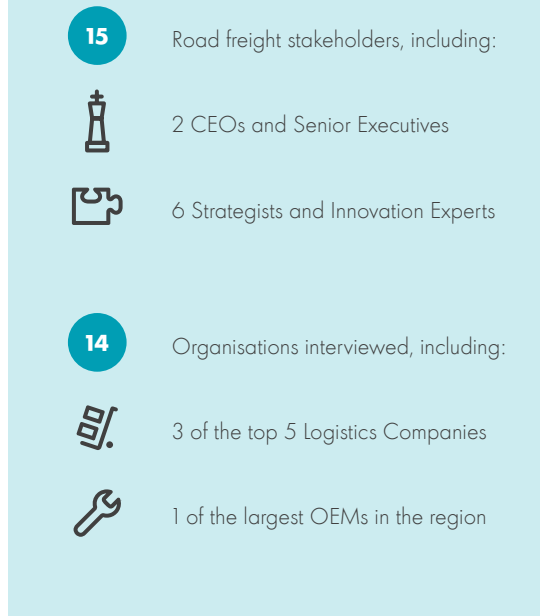 15
Road freight stakeholders, including:
2 CEOs and Senior Executives
6 Strategists and Innovation Experts
14
Organisations interviewed, including:
3 of the top 5 Logistics Companies
1 of the largest OEMs in the region